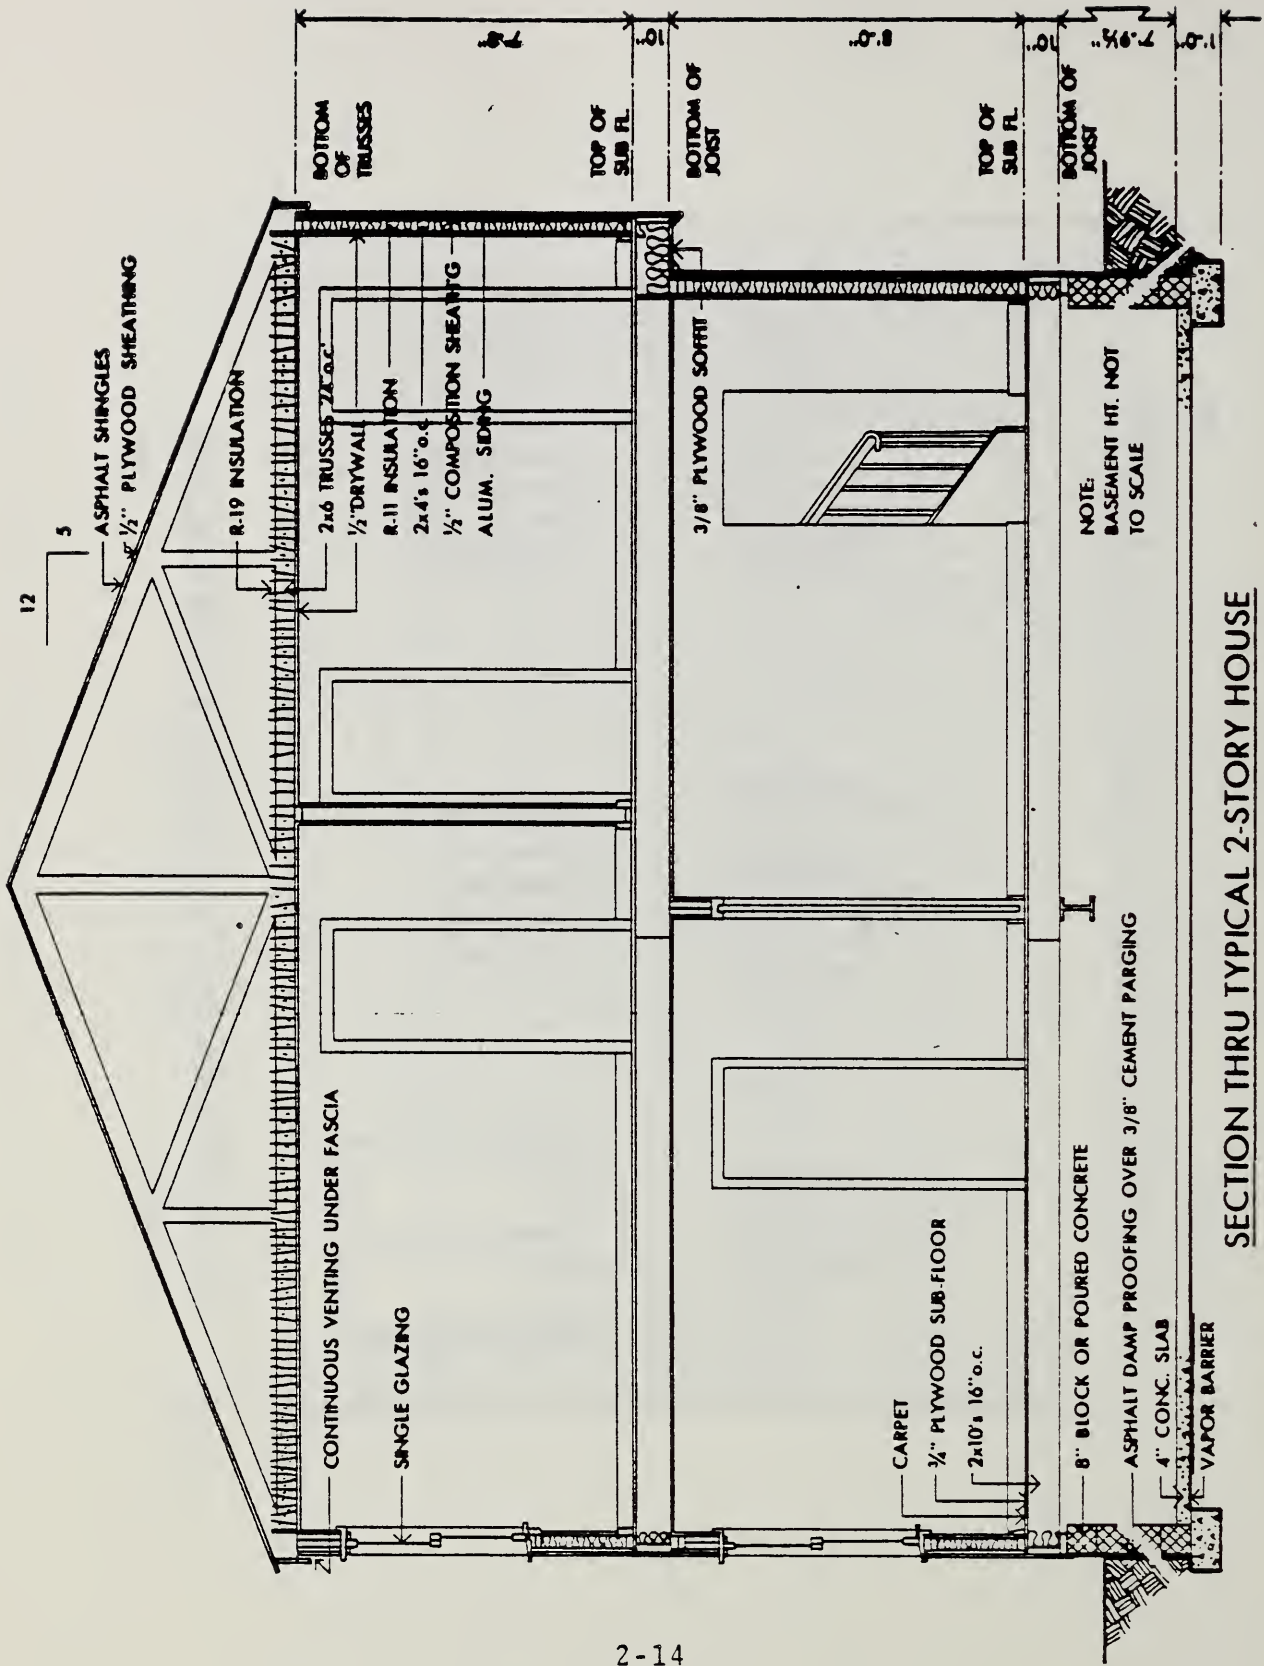 12
5
ASPHALT SHINGLES
½" PLYWOOD SHEATHING
R-19 INSULATION
2x6 TRUSSES 24"o.c.
½" DRYWALL
R-11 INSULATION
2x4's 16"o.c.
½" COMPOSITION SHEATH'G
ALUM. SIDING
BOTTOM
OF
TRUSSES
TOP OF
SUB FL.
BOTTOM OF
JOIST
TOP OF
SUB FL.
BOTTOM OF
JOIST
10"
8'-0"
10"
7'-9½"
1'-0"
CONTINUOUS VENTING UNDER FASCIA
SINGLE GLAZING
3/8" PLYWOOD SOFFIT
CARPET
¾" PLYWOOD SUB-FLOOR
2x10's 16"o.c.
8" BLOCK OR POURED CONCRETE
ASPHALT DAMP PROOFING OVER 3/8" CEMENT PARGING
4" CONC. SLAB
VAPOR BARRIER
NOTE:
BASEMENT HT. NOT
TO SCALE
SECTION THRU TYPICAL 2-STORY HOUSE
2-14